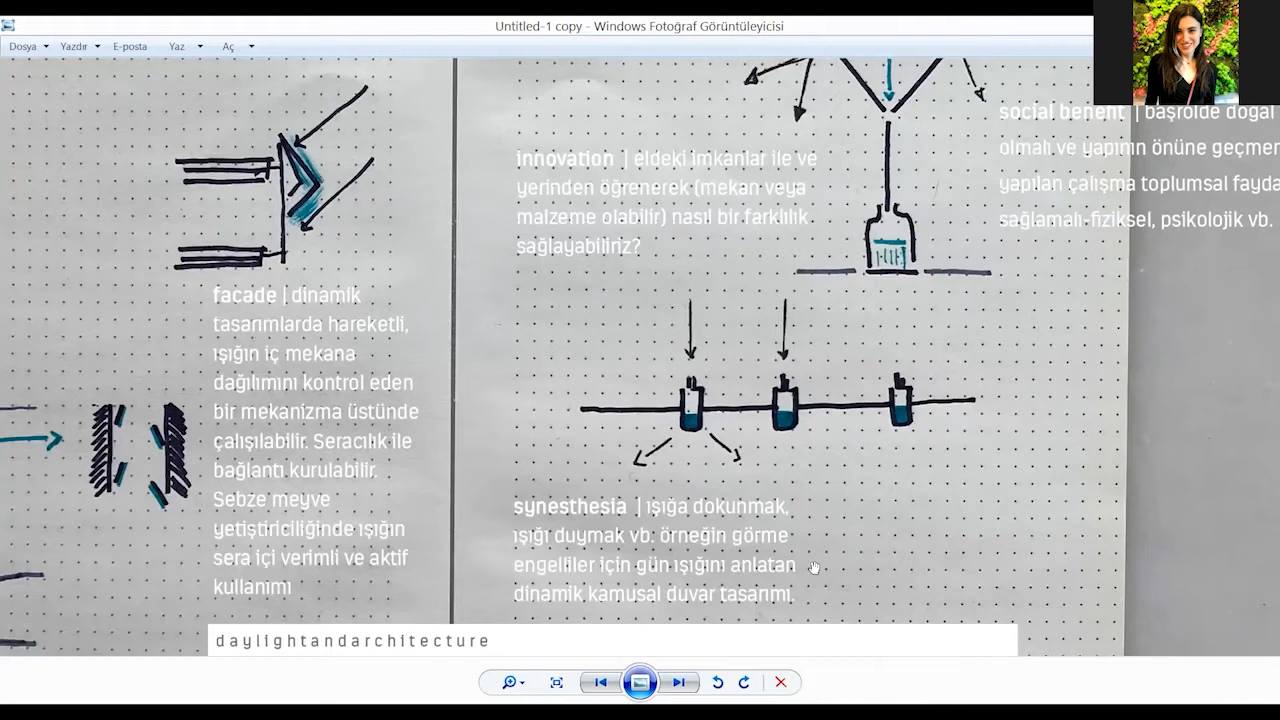 Untitled-1 copy - Windows Fotoğraf Görüntüleyicisi
Dosya
Yazdır
E-posta
Yaz
Aç
innovation | eldeki imkanlar ile ve
yerinden öğrenerek (mekan veya
malzeme olabilir) nasıl bir farklılık
sağlayabiliriz?
social benefit | başrolde doğal
olmalı ve yapının önüne geçmem
yapılan çalışma toplumsal fayda
sağlamalı-fiziksel, psikolojik vb.
facade | dinamik
tasarımlarda hareketli,
ışığın iç mekana
dağılımını kontrol eden
bir mekanizma üstünde
çalışılabilir. Seracılık ile
bağlantı kurulabilir.
Sebze meyve
yetiştiriciliğinde ışığın
sera içi verimli ve aktif
kullanımı
synesthesia | ışığa dokunmak,
ışığı duymak vb. örneğin görme
engelliler için gün ışığını anlatan
dinamik kamusal duvar tasarımı.
daylightandarchitecture